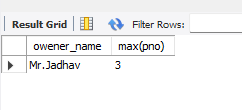 Result Grid Filter Rows:
owener_name max(pno)
Mr.Jadhav 3